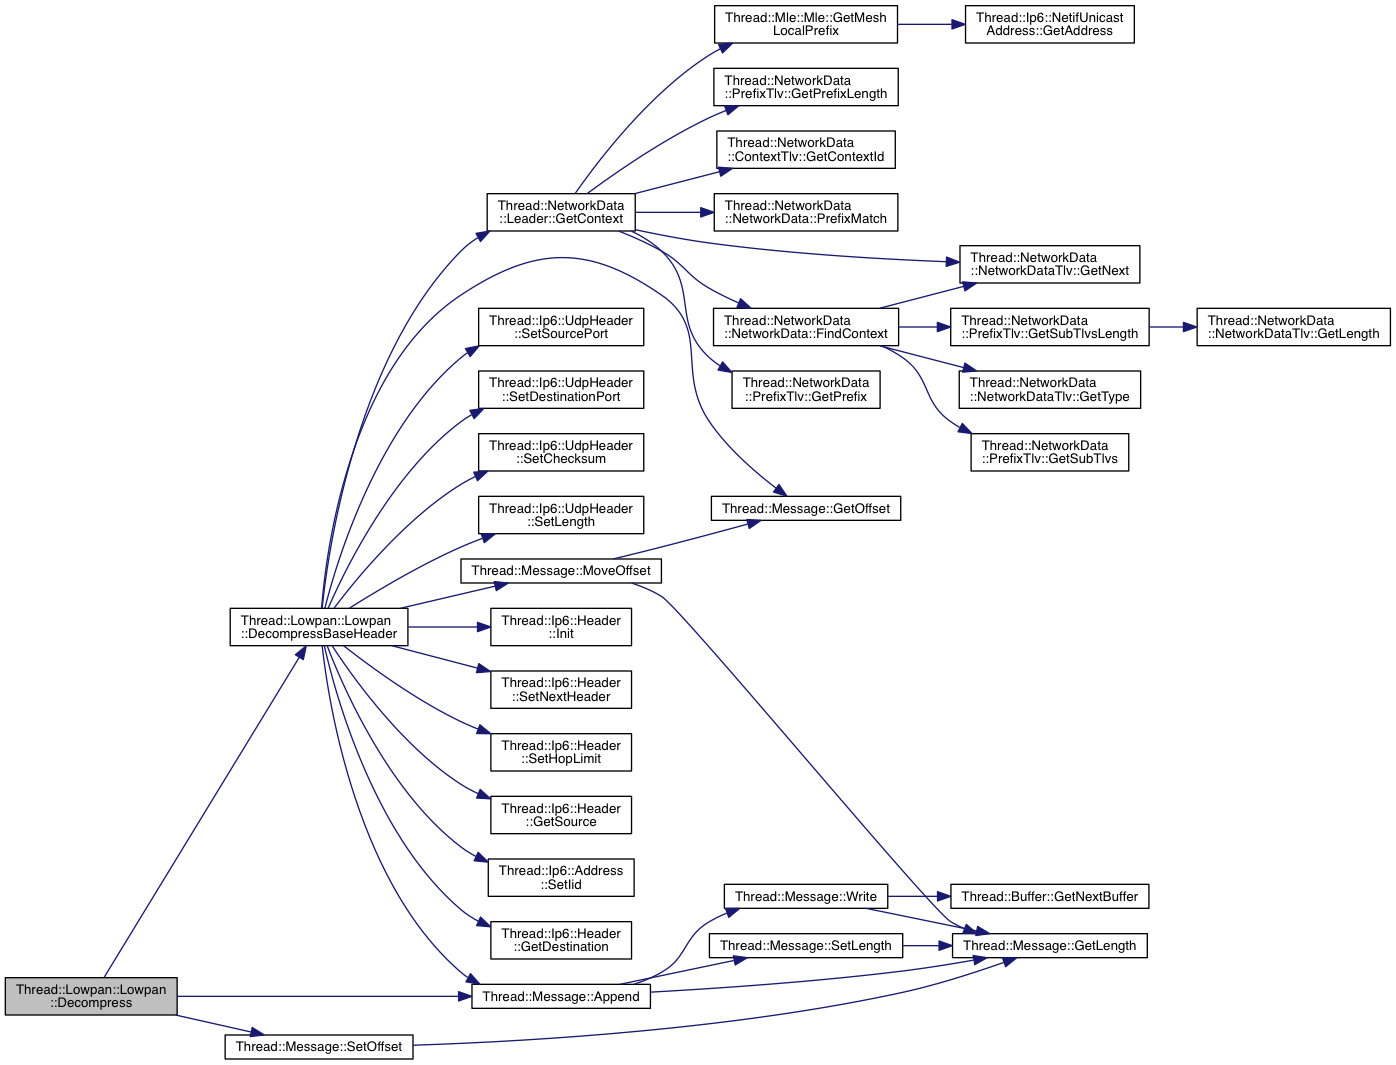 Thread::Mle::Mle::GetMesh
LocalPrefix
Thread::Ip6::NetifUnicast
Address::GetAddress
Thread::NetworkData
::PrefixTlv::GetPrefixLength
Thread::NetworkData
::ContextTlv::GetContextId
Thread::NetworkData
::Leader::GetContext
Thread::NetworkData
::NetworkData::PrefixMatch
Thread::NetworkData
::NetworkDataTlv::GetNext
Thread::Ip6::UdpHeader
::SetSourcePort
Thread::NetworkData
::NetworkData::FindContext
Thread::NetworkData
::PrefixTlv::GetSubTlvsLength
Thread::NetworkData
::NetworkDataTlv::GetLength
Thread::Ip6::UdpHeader
::SetDestinationPort
Thread::NetworkData
::PrefixTlv::GetPrefix
Thread::NetworkData
::NetworkDataTlv::GetType
Thread::Ip6::UdpHeader
::SetChecksum
Thread::NetworkData
::PrefixTlv::GetSubTlvs
Thread::Ip6::UdpHeader
::SetLength
Thread::Message::GetOffset
Thread::Message::MoveOffset
Thread::Lowpan::Lowpan
::DecompressBaseHeader
Thread::Ip6::Header
::Init
Thread::Ip6::Header
::SetNextHeader
Thread::Ip6::Header
::SetHopLimit
Thread::Ip6::Header
::GetSource
Thread::Ip6::Address
::SetIid
Thread::Message::Write
Thread::Buffer::GetNextBuffer
Thread::Ip6::Header
::GetDestination
Thread::Message::SetLength
Thread::Message::GetLength
Thread::Lowpan::Lowpan
::Decompress
Thread::Message::Append
Thread::Message::SetOffset